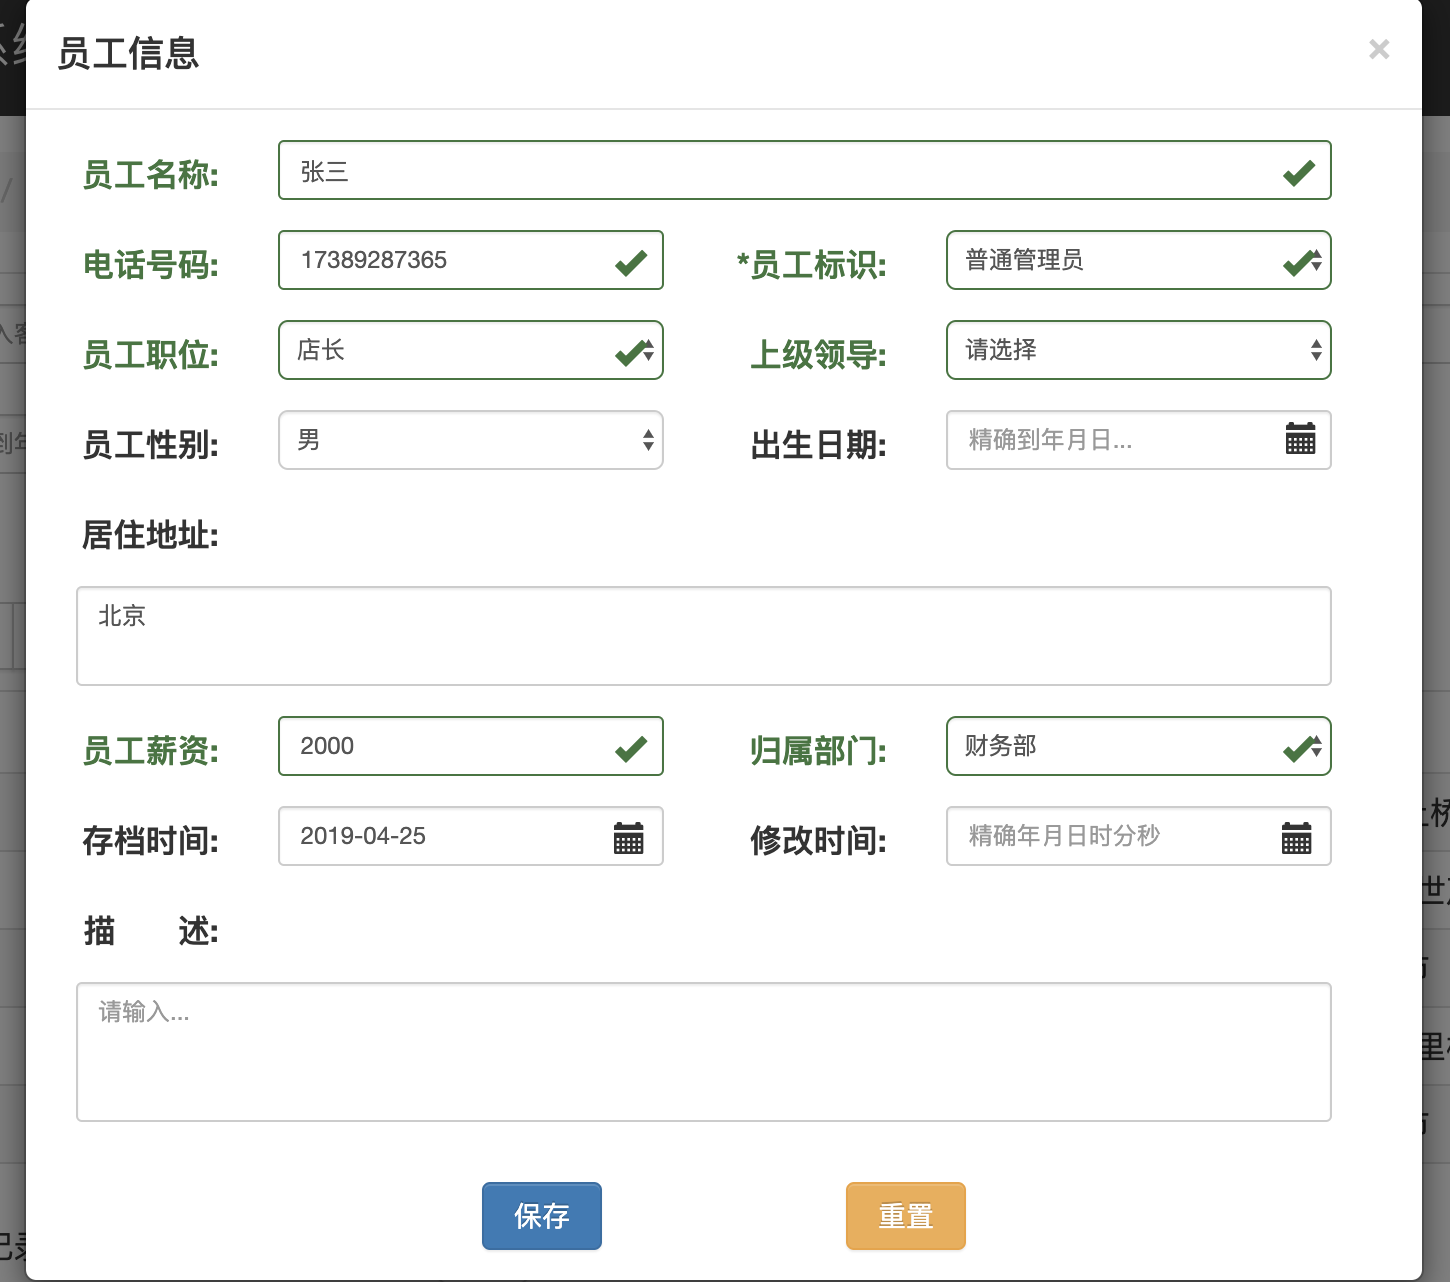 员工信息
×
员工名称: 张三
电话号码: 17389287365 *员工标识: 普通管理员
员工职位: 店长 上级领导: 请选择
员工性别: 男 出生日期: 精确到年月日...
居住地址:
北京
员工薪资: 2000 归属部门: 财务部
存档时间: 2019-04-25 修改时间: 精确年月日时分秒
描 述:
请输入...
保存 重置